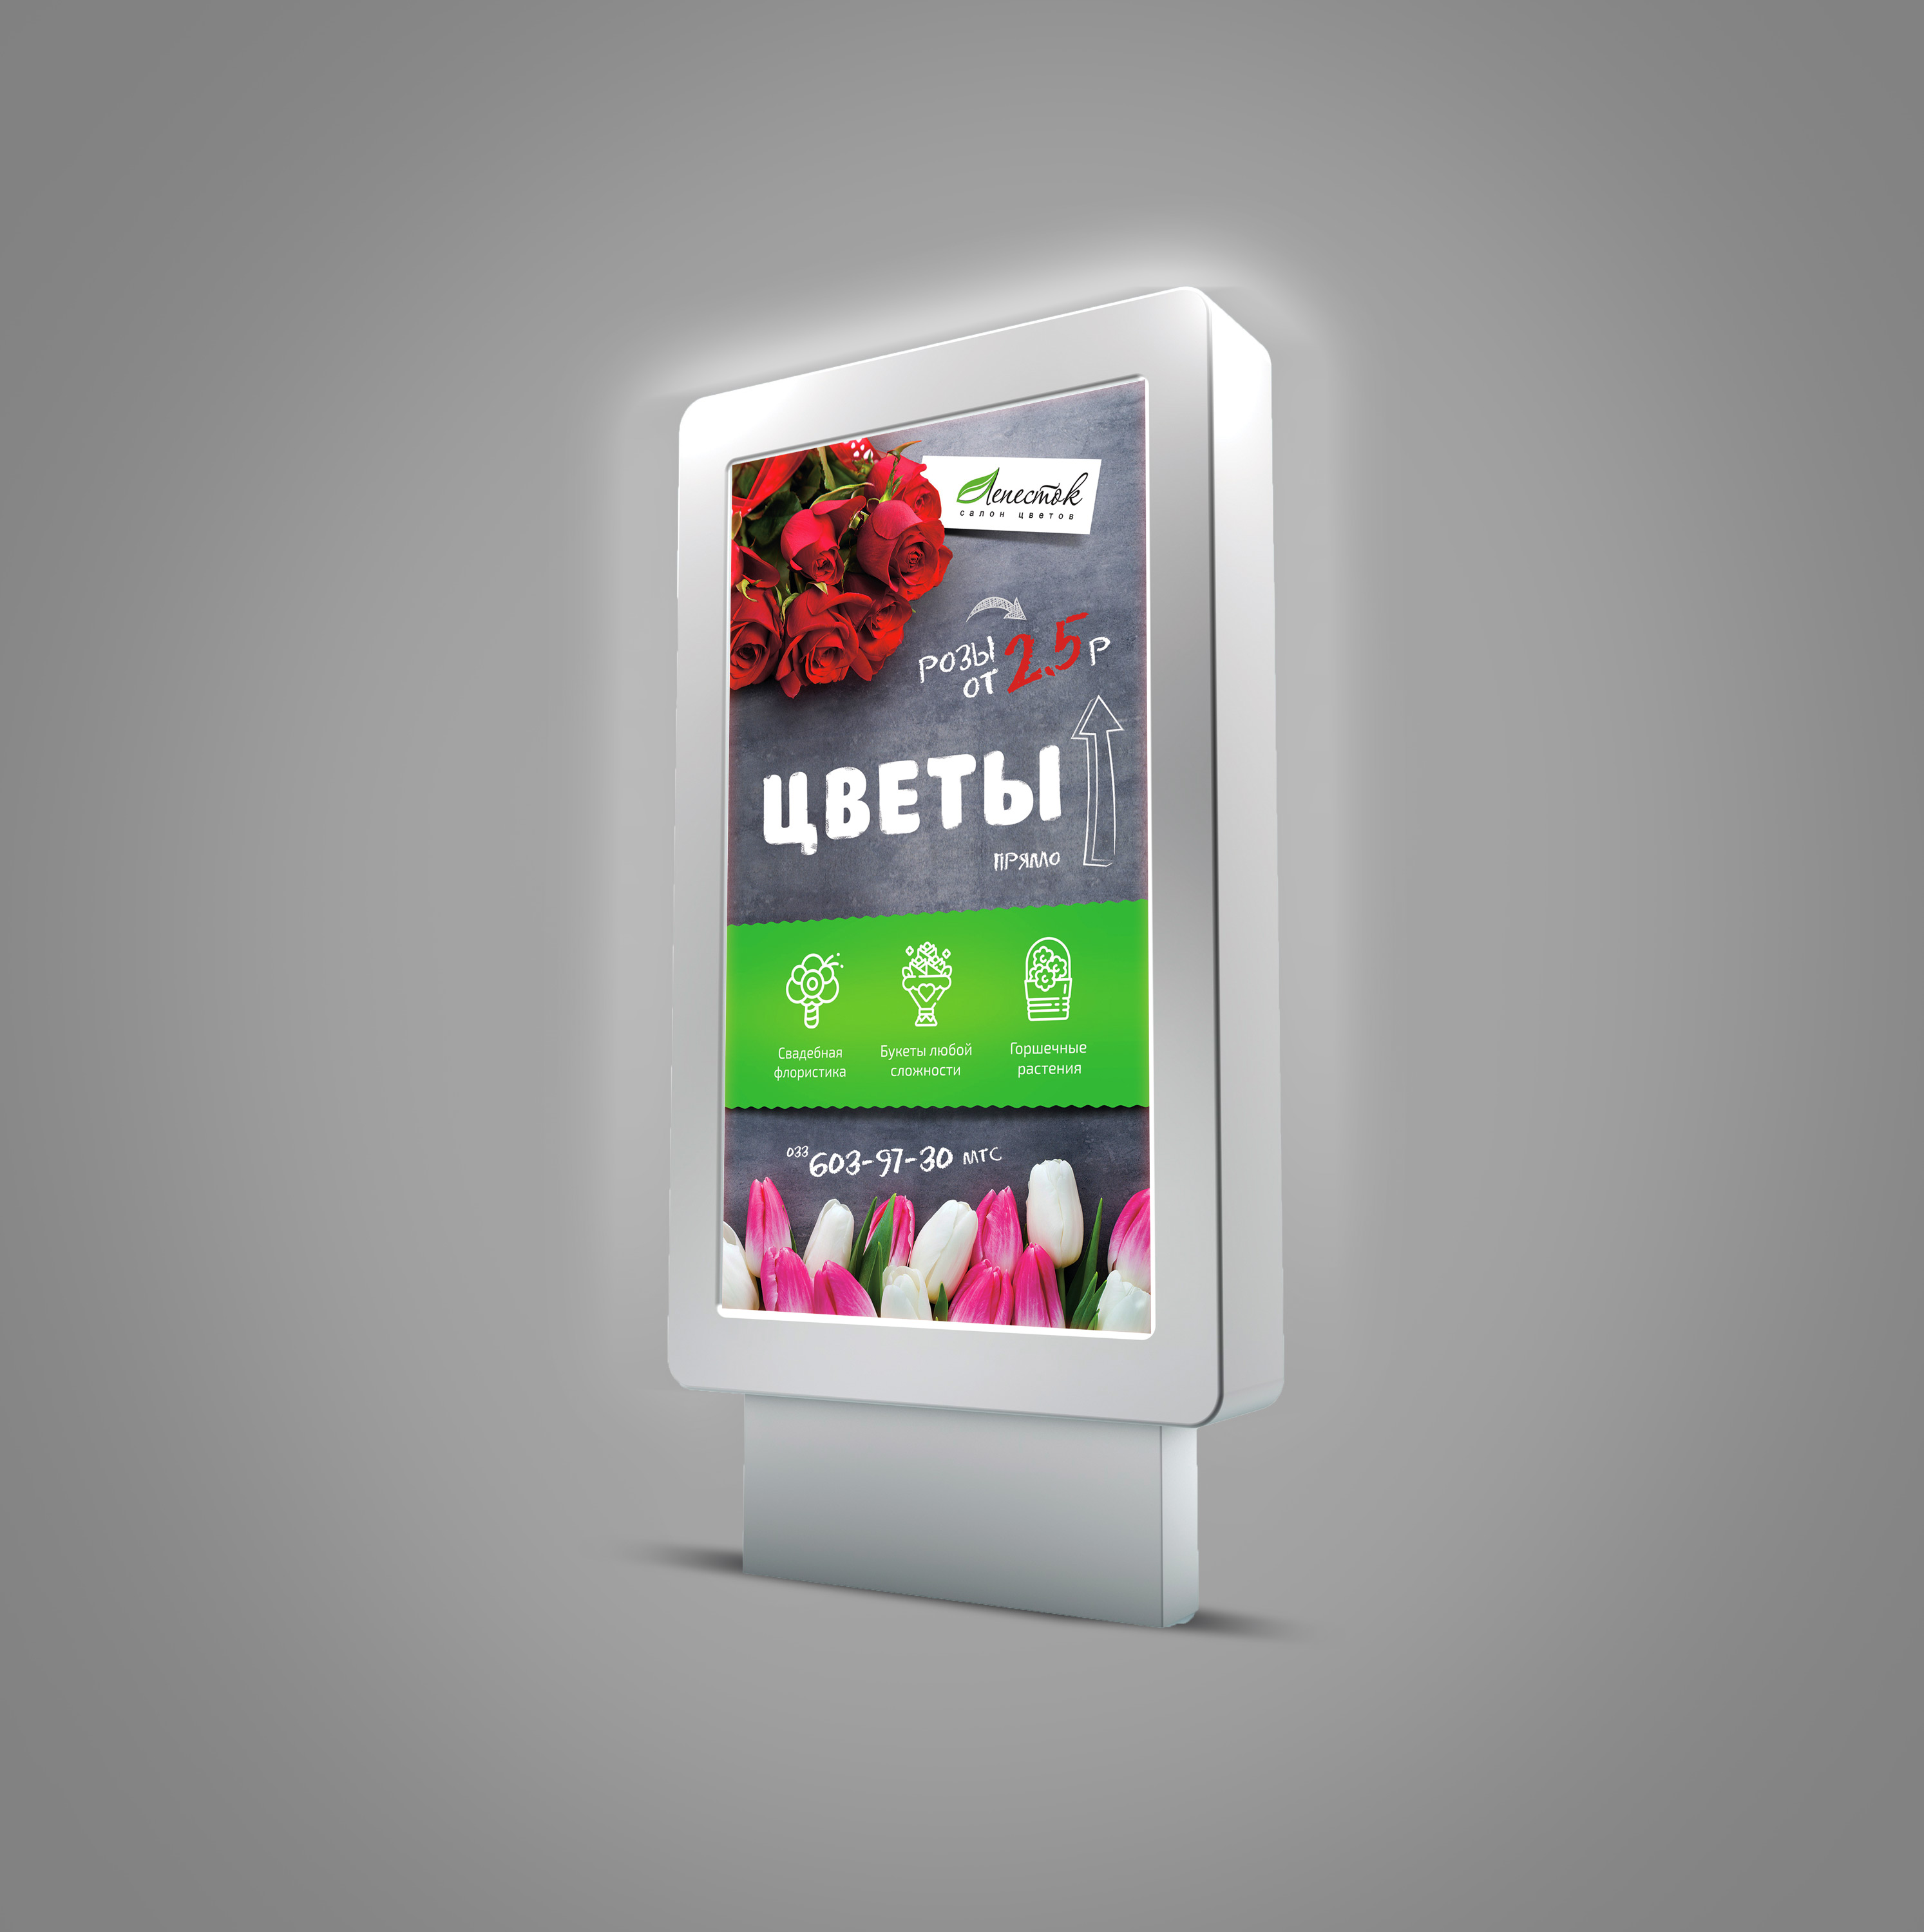 Лепесток
салон цветов
РОЗЫ
ОТ 2.5 Р
ЦВЕТЫ
ПРЯМО
Свадебная
флористика
Букеты любой
сложности
Горшечные
растения
033 603-97-30 МТС